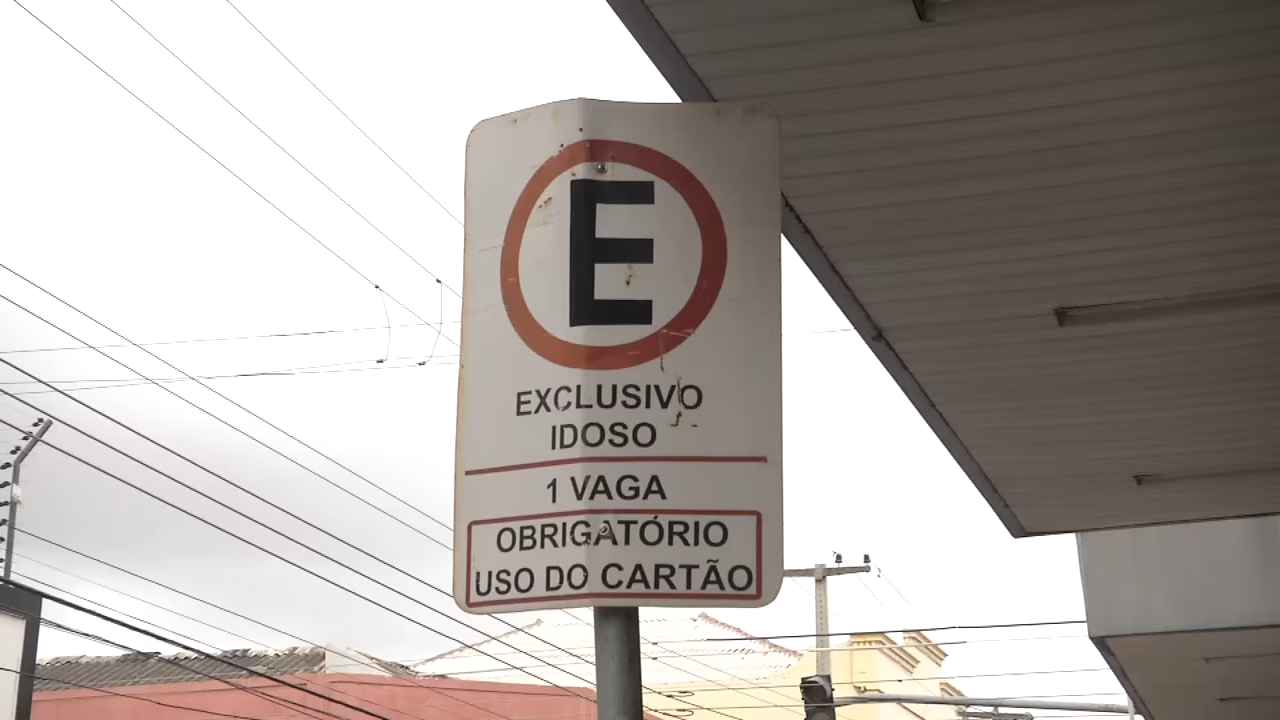 E
EXCLUSIVO
IDOSO
1 VAGA
OBRIGATÓRIO
USO DO CARTÃO